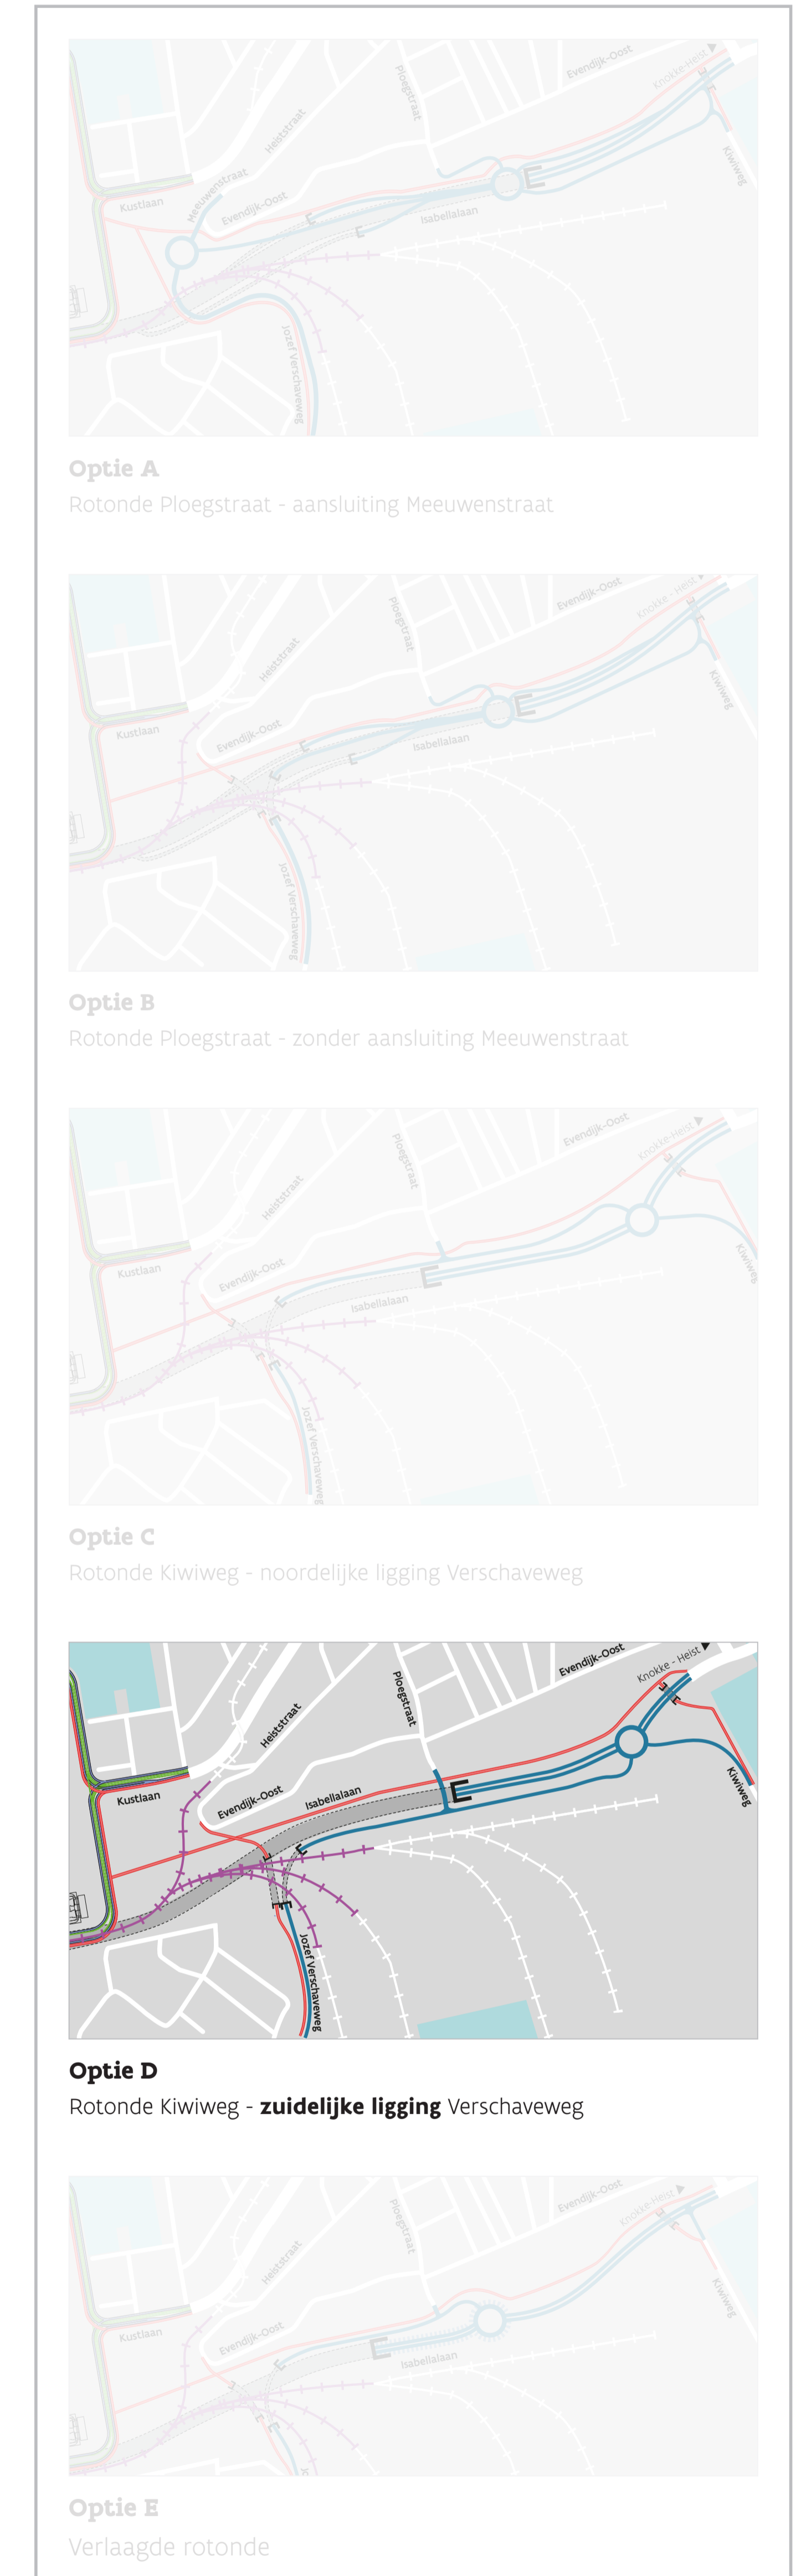 Evendijk-Oost
Knokke-Heist
Ploegstraat
Heiststraat
Meeuwenstraat
Kiwiweg
Kustlaan
Evendijk-Oost
Isabellalaan
Jozef Verschaveweg
Optie A
Rotonde Ploegstraat - aansluiting Meeuwenstraat
Evendijk-Oost
Knokke - Heist
Ploegstraat
Heiststraat
Kiwiweg
Kustlaan
Evendijk-Oost
Isabellalaan
Jozef Verschaveweg
Optie B
Rotonde Ploegstraat - zonder aansluiting Meeuwenstraat
Evendijk-Oost
Knokke-Heist
Ploegstraat
Heiststraat
Kiwiweg
Kustlaan
Evendijk-Oost
Isabellalaan
Jozef Verschaveweg
Optie C
Rotonde Kiwiweg - noordelijke ligging Verschaveweg
Evendijk-Oost
Knokke - Heist
Ploegstraat
Heiststraat
Kiwiweg
Kustlaan
Evendijk-Oost
Isabellalaan
Jozef Verschaveweg
Optie D
Rotonde Kiwiweg - zuidelijke ligging Verschaveweg
Evendijk-Oost
Knokke-Heist
Ploegstraat
Heiststraat
Kiwiweg
Kustlaan
Evendijk-Oost
Isabellalaan
Optie E
Verlaagde rotonde